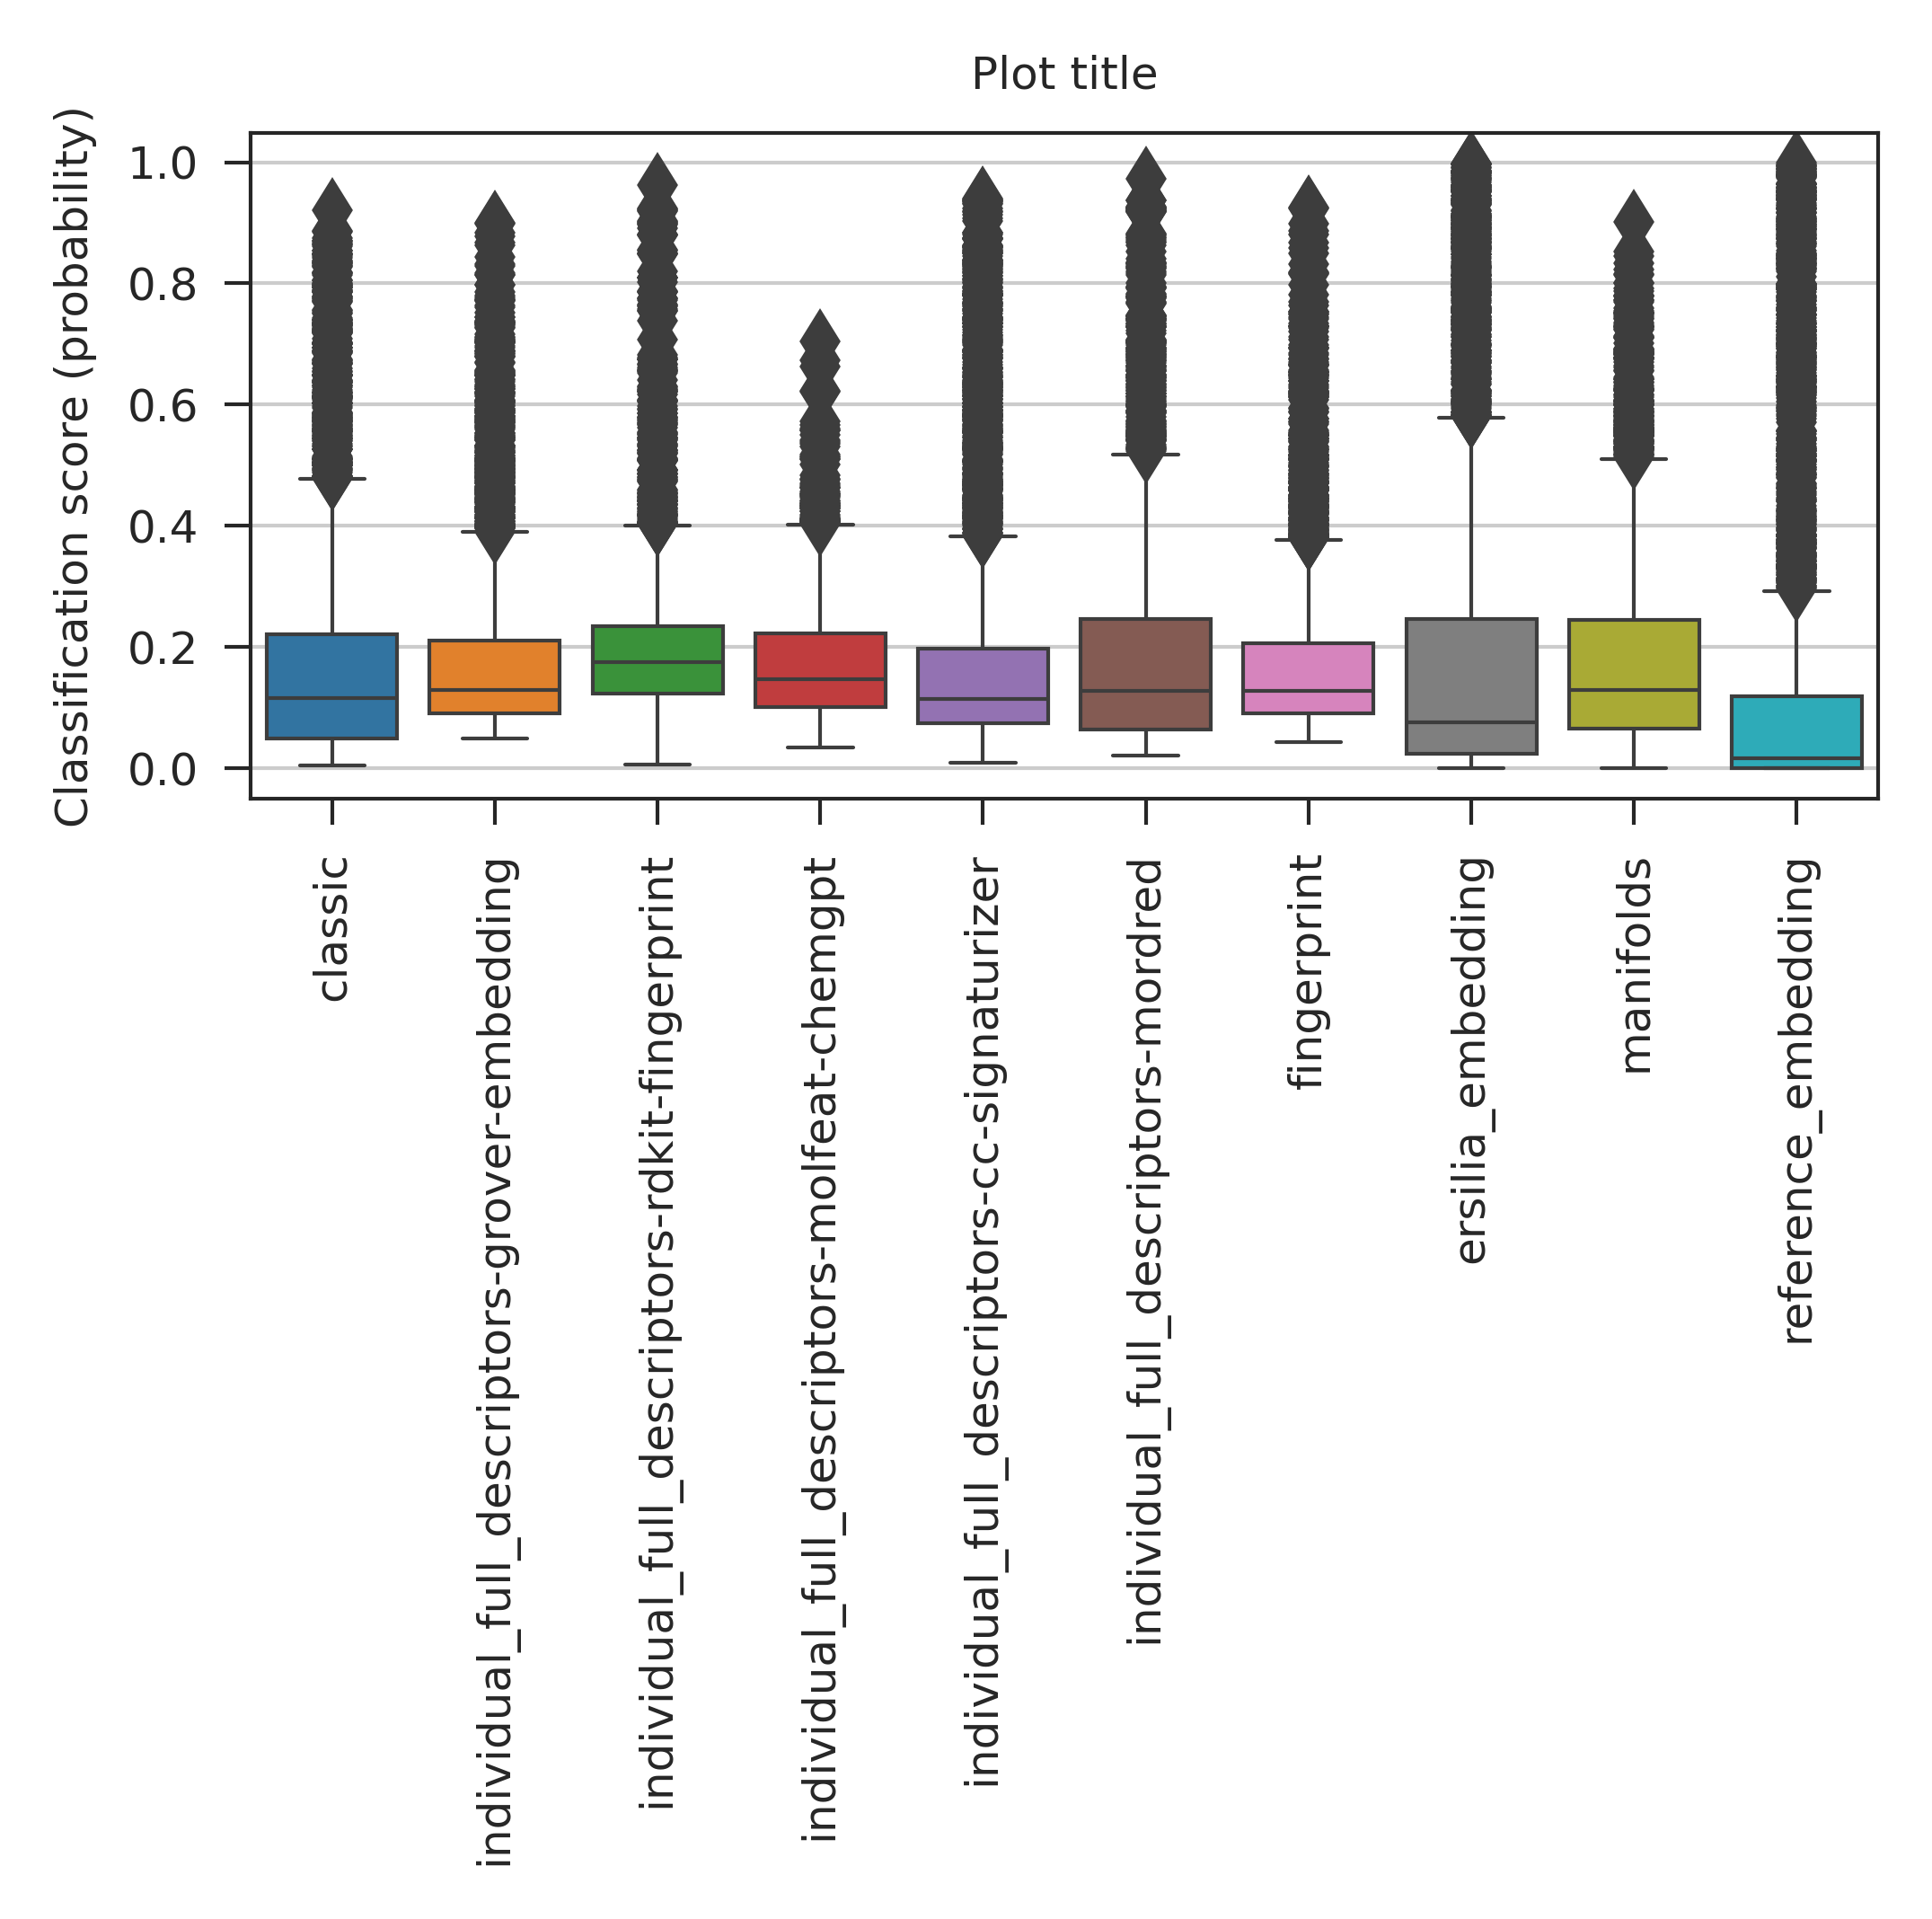 Plot title
Classification score (probability)
1.0
0.8
0.6
0.4
0.2
0.0
classic
individual_full_descriptors-grover-embedding
individual_full_descriptors-rdkit-fingerprint
individual_full_descriptors-molfeat-chemgpt
individual_full_descriptors-cc-signaturizer
individual_full_descriptors-mordred
fingerprint
ersilia_embedding
manifolds
reference_embedding